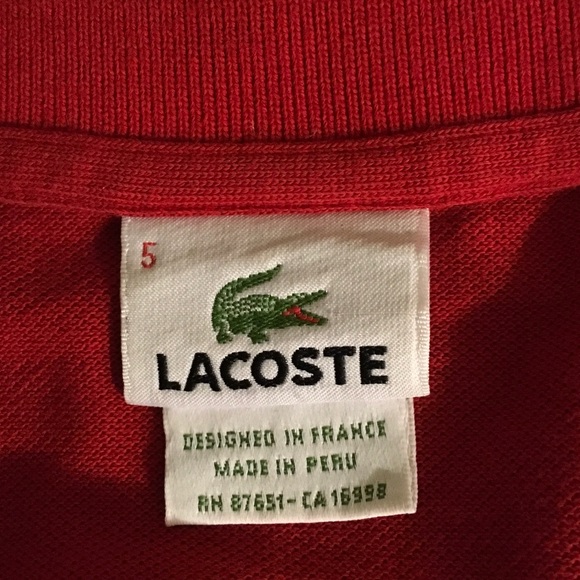 5
LACOSTE
DESIGNED IN FRANCE
MADE IN PERU
RN 87651-CA 16998